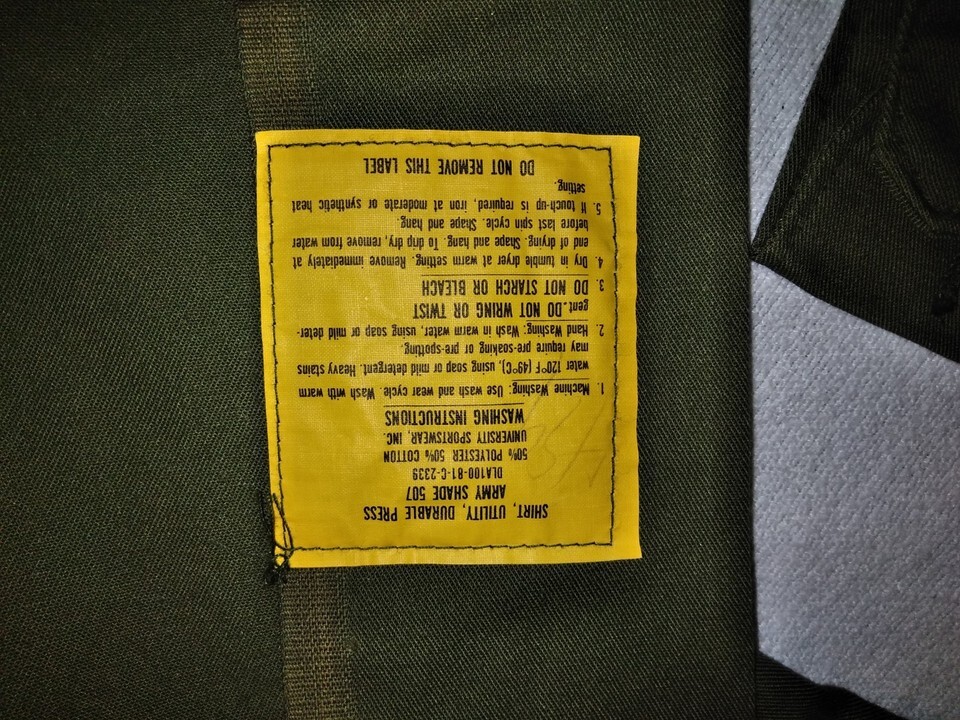 SHIRT, UTILITY, DURABLE PRESS
ARMY SHADE 507
DLA100-81-C-2339
50% POLYESTER 50% COTTON
UNIVERSITY SPORTSWEAR, INC.
WASHING INSTRUCTIONS
1. Machine Washing: Use wash and wear cycle. Wash with warm
water (120°F (49°C), using soap or mild detergent. Heavy stains
may require pre-soaking or pre-spotting.
2. Hand Washing: Wash in warm water, using soap or mild deter-
gent. DO NOT WRING OR TWIST
3. DO NOT STARCH OR BLEACH
4. Dry in tumble dryer at warm setting. Remove immediately at
end of drying. Shape and hang. To drip dry, remove from water
before last spin cycle. Shape and hang.
5. If touch-up is required, iron at moderate or synthetic heat
setting.
DO NOT REMOVE THIS LABEL